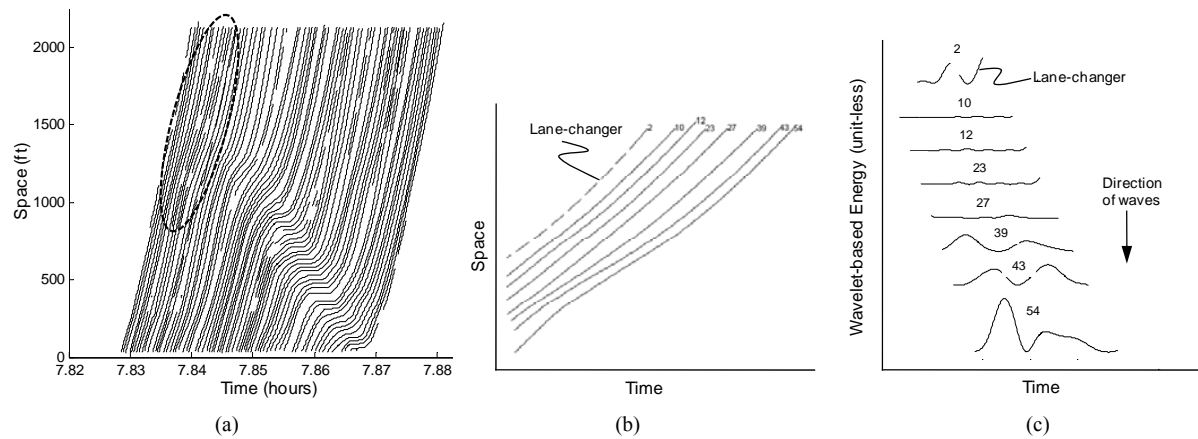 2000
1500
1000
500
0
Space (ft)
7.82 7.83 7.84 7.85 7.86 7.87 7.88
Time (hours)
(a)
Lane-changer
2 10 12 23 27 39 43 54
Space
Time
(b)
Wavelet-based Energy (unit-less)
2
Lane-changer
10
12
23
27
39
43
54
Direction
of waves
Time
(c)